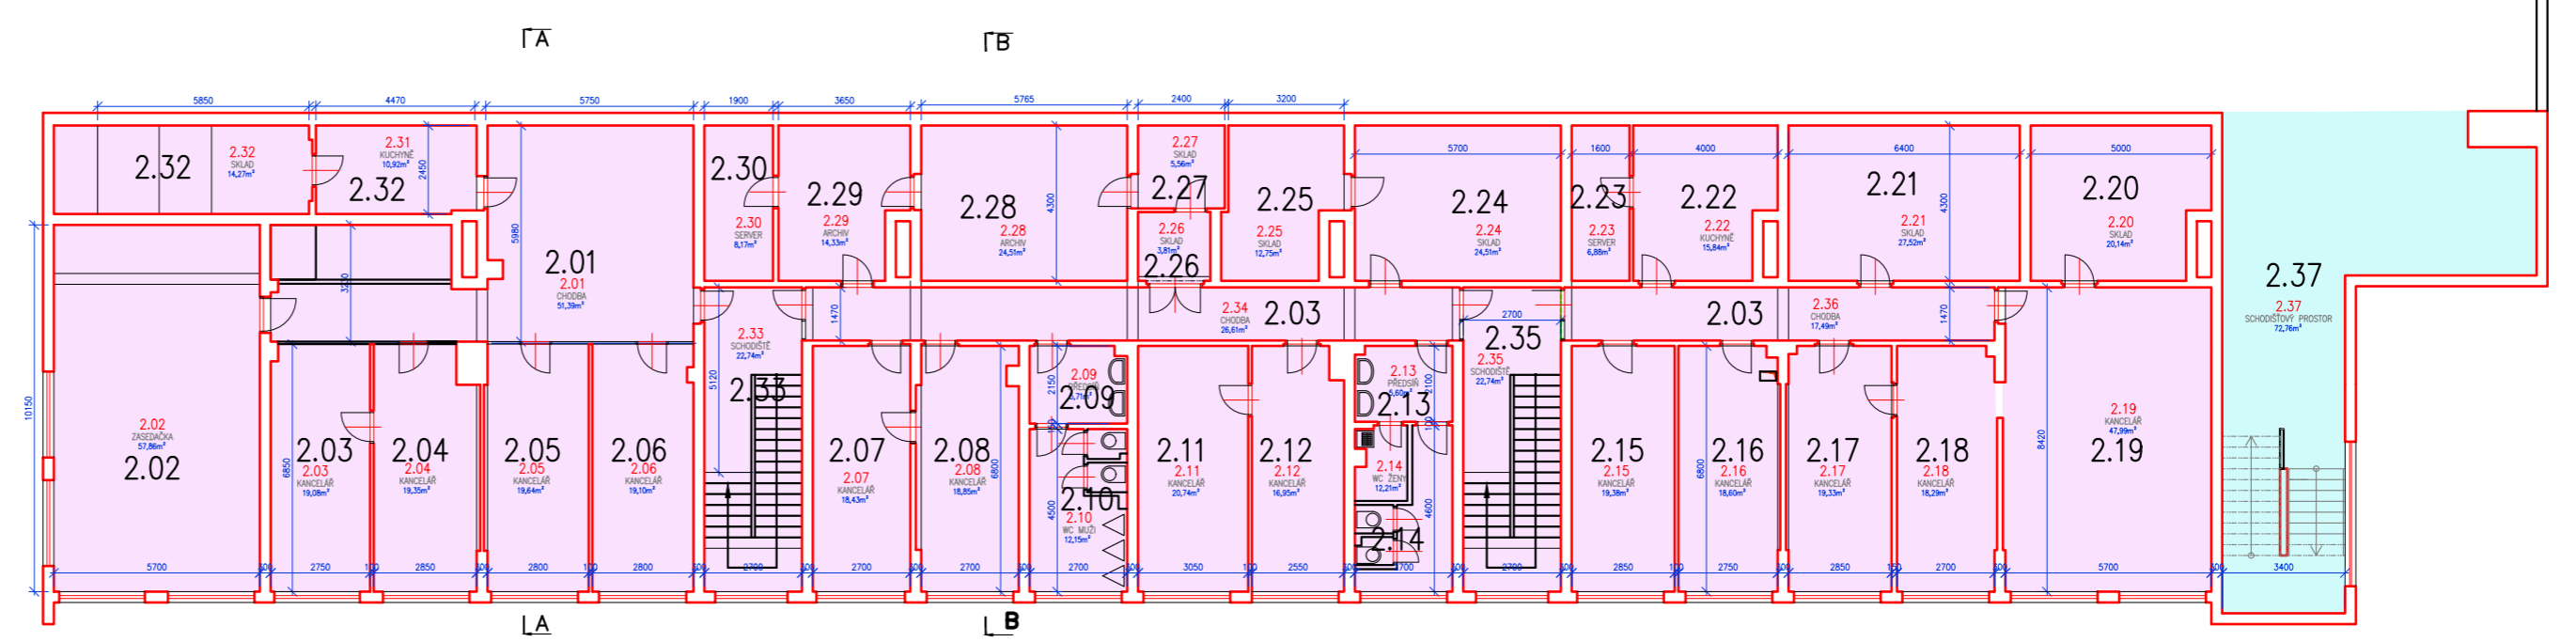 A
B
5850
4470
5750
1900
3650
5765
2400
3200
2.32
2.32
SKLAD
14,27m²
2.31
KUCHYNĚ
10,92m²
2.32
2450
5980
2.01
2.01
CHODBA
51,39m²
2.30
2.30
SERVER
8,17m²
2.29
2.29
ARCHIV
14,33m²
2.28
2.28
ARCHIV
24,51m²
4300
2.27
SKLAD
5,56m²
2.27
2.26
SKLAD
3,81m²
2.26
2.25
2.25
SKLAD
12,75m²
5700
2.24
2.24
SKLAD
24,51m²
1600
2.23
2.23
SERVER
6,88m²
4000
2.22
2.22
KUCHYNĚ
15,84m²
6400
2.21
2.21
SKLAD
27,52m²
4300
5000
2.20
2.20
SKLAD
20,14m²
2.37
2.37
SCHODIŠŤOVÝ PROSTOR
72,76m²
1470
2.34
CHODBA
26,61m²
2.03
2700
2.03
2.36
CHODBA
17,49m²
1470
10150
2.02
ZASEDAČKA
57,86m²
2.02
6850
2.03
2.03
KANCELÁŘ
19,08m²
2.04
2.04
KANCELÁŘ
19,35m²
2.05
2.05
KANCELÁŘ
19,64m²
2.06
2.06
KANCELÁŘ
19,10m²
2.33
SCHODIŠTĚ
22,74m²
5120
2.33
2.07
2.07
KANCELÁŘ
18,43m²
2.08
2.08
KANCELÁŘ
18,85m²
6800
2.09
PŘEDSÍŇ
5,71m²
2150
2.09
2.10
2.10
WC MUŽI
12,15m²
4500
2.11
2.11
KANCELÁŘ
20,74m²
2.12
2.12
KANCELÁŘ
16,95m²
2.13
PŘEDSÍŇ
5,60m²
2100
2.13
2.14
WC ŽENY
12,21m²
4600
2.14
2.35
2.35
SCHODIŠTĚ
22,74m²
2.15
2.15
KANCELÁŘ
19,38m²
2.16
2.16
KANCELÁŘ
18,60m²
6800
2.17
2.17
KANCELÁŘ
19,33m²
2.18
2.18
KANCELÁŘ
18,29m²
8420
2.19
KANCELÁŘ
47,99m²
2.19
5700
2750
100
2850
2800
100
2800
2700
2700
2700
2700
3050
2550
2700
2850
2750
2850
2700
5700
3400
A
B